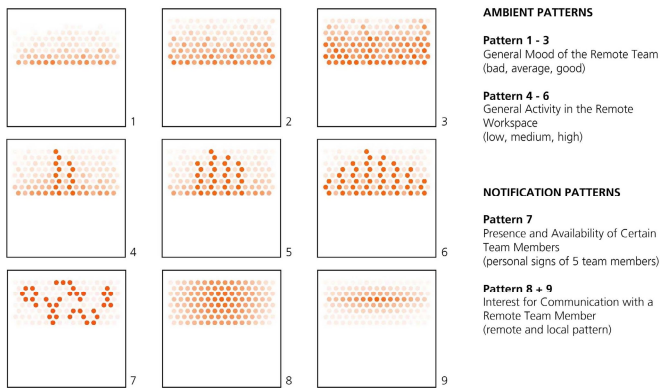 1
2
3
4
5
6
7
8
9
AMBIENT PATTERNS
Pattern 1 - 3
General Mood of the Remote Team
(bad, average, good)
Pattern 4 - 6
General Activity in the Remote
Workspace
(low, medium, high)
NOTIFICATION PATTERNS
Pattern 7
Presence and Availability of Certain
Team Members
(personal signs of 5 team members)
Pattern 8 + 9
Interest for Communication with a
Remote Team Member
(remote and local pattern)